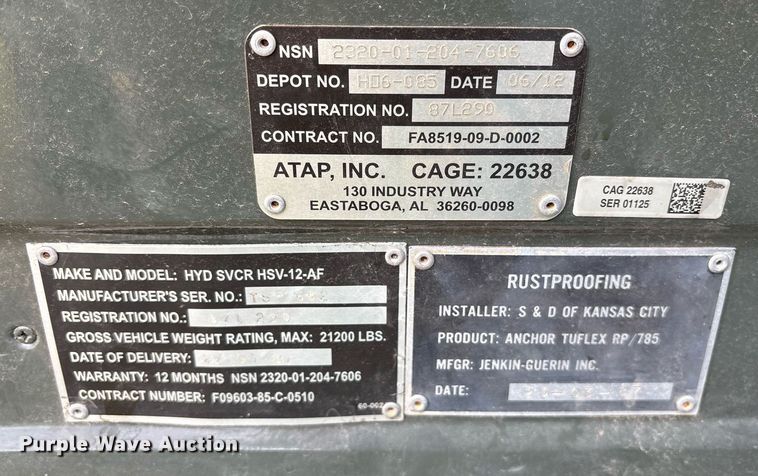 NSN 2320-01-204-7606
DEPOT NO. H06-085 DATE 06/12
REGISTRATION NO. 87L290
CONTRACT NO. FA8519-09-D-0002
ATAP, INC. CAGE: 22638
130 INDUSTRY WAY
EASTABOGA, AL 36260-0098
CAG 22638
SER 01125
MAKE AND MODEL: HYD SVCR HSV-12-AF
MANUFACTURER'S SER. NO.:
REGISTRATION NO.:
GROSS VEHICLE WEIGHT RATING, MAX: 21200 LBS.
DATE OF DELIVERY:
WARRANTY: 12 MONTHS NSN 2320-01-204-7606
CONTRACT NUMBER: F09603-85-C-0510
RUSTPROOFING
INSTALLER: S & D OF KANSAS CITY
PRODUCT: ANCHOR TUFLEX RP/785
MFGR: JENKIN-GUERIN INC.
DATE:
Purple Wave Auction